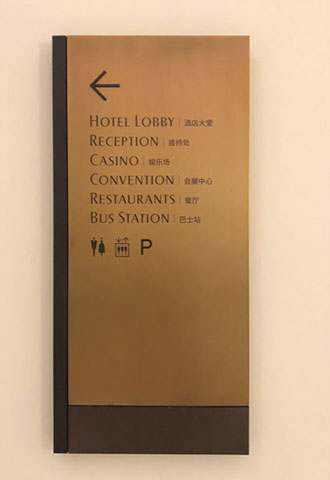 HOTEL LOBBY | 酒店大堂
RECEPTION | 接待处
CASINO | 娱乐场
CONVENTION | 会展中心
RESTAURANTS | 餐厅
BUS STATION | 巴士站
P